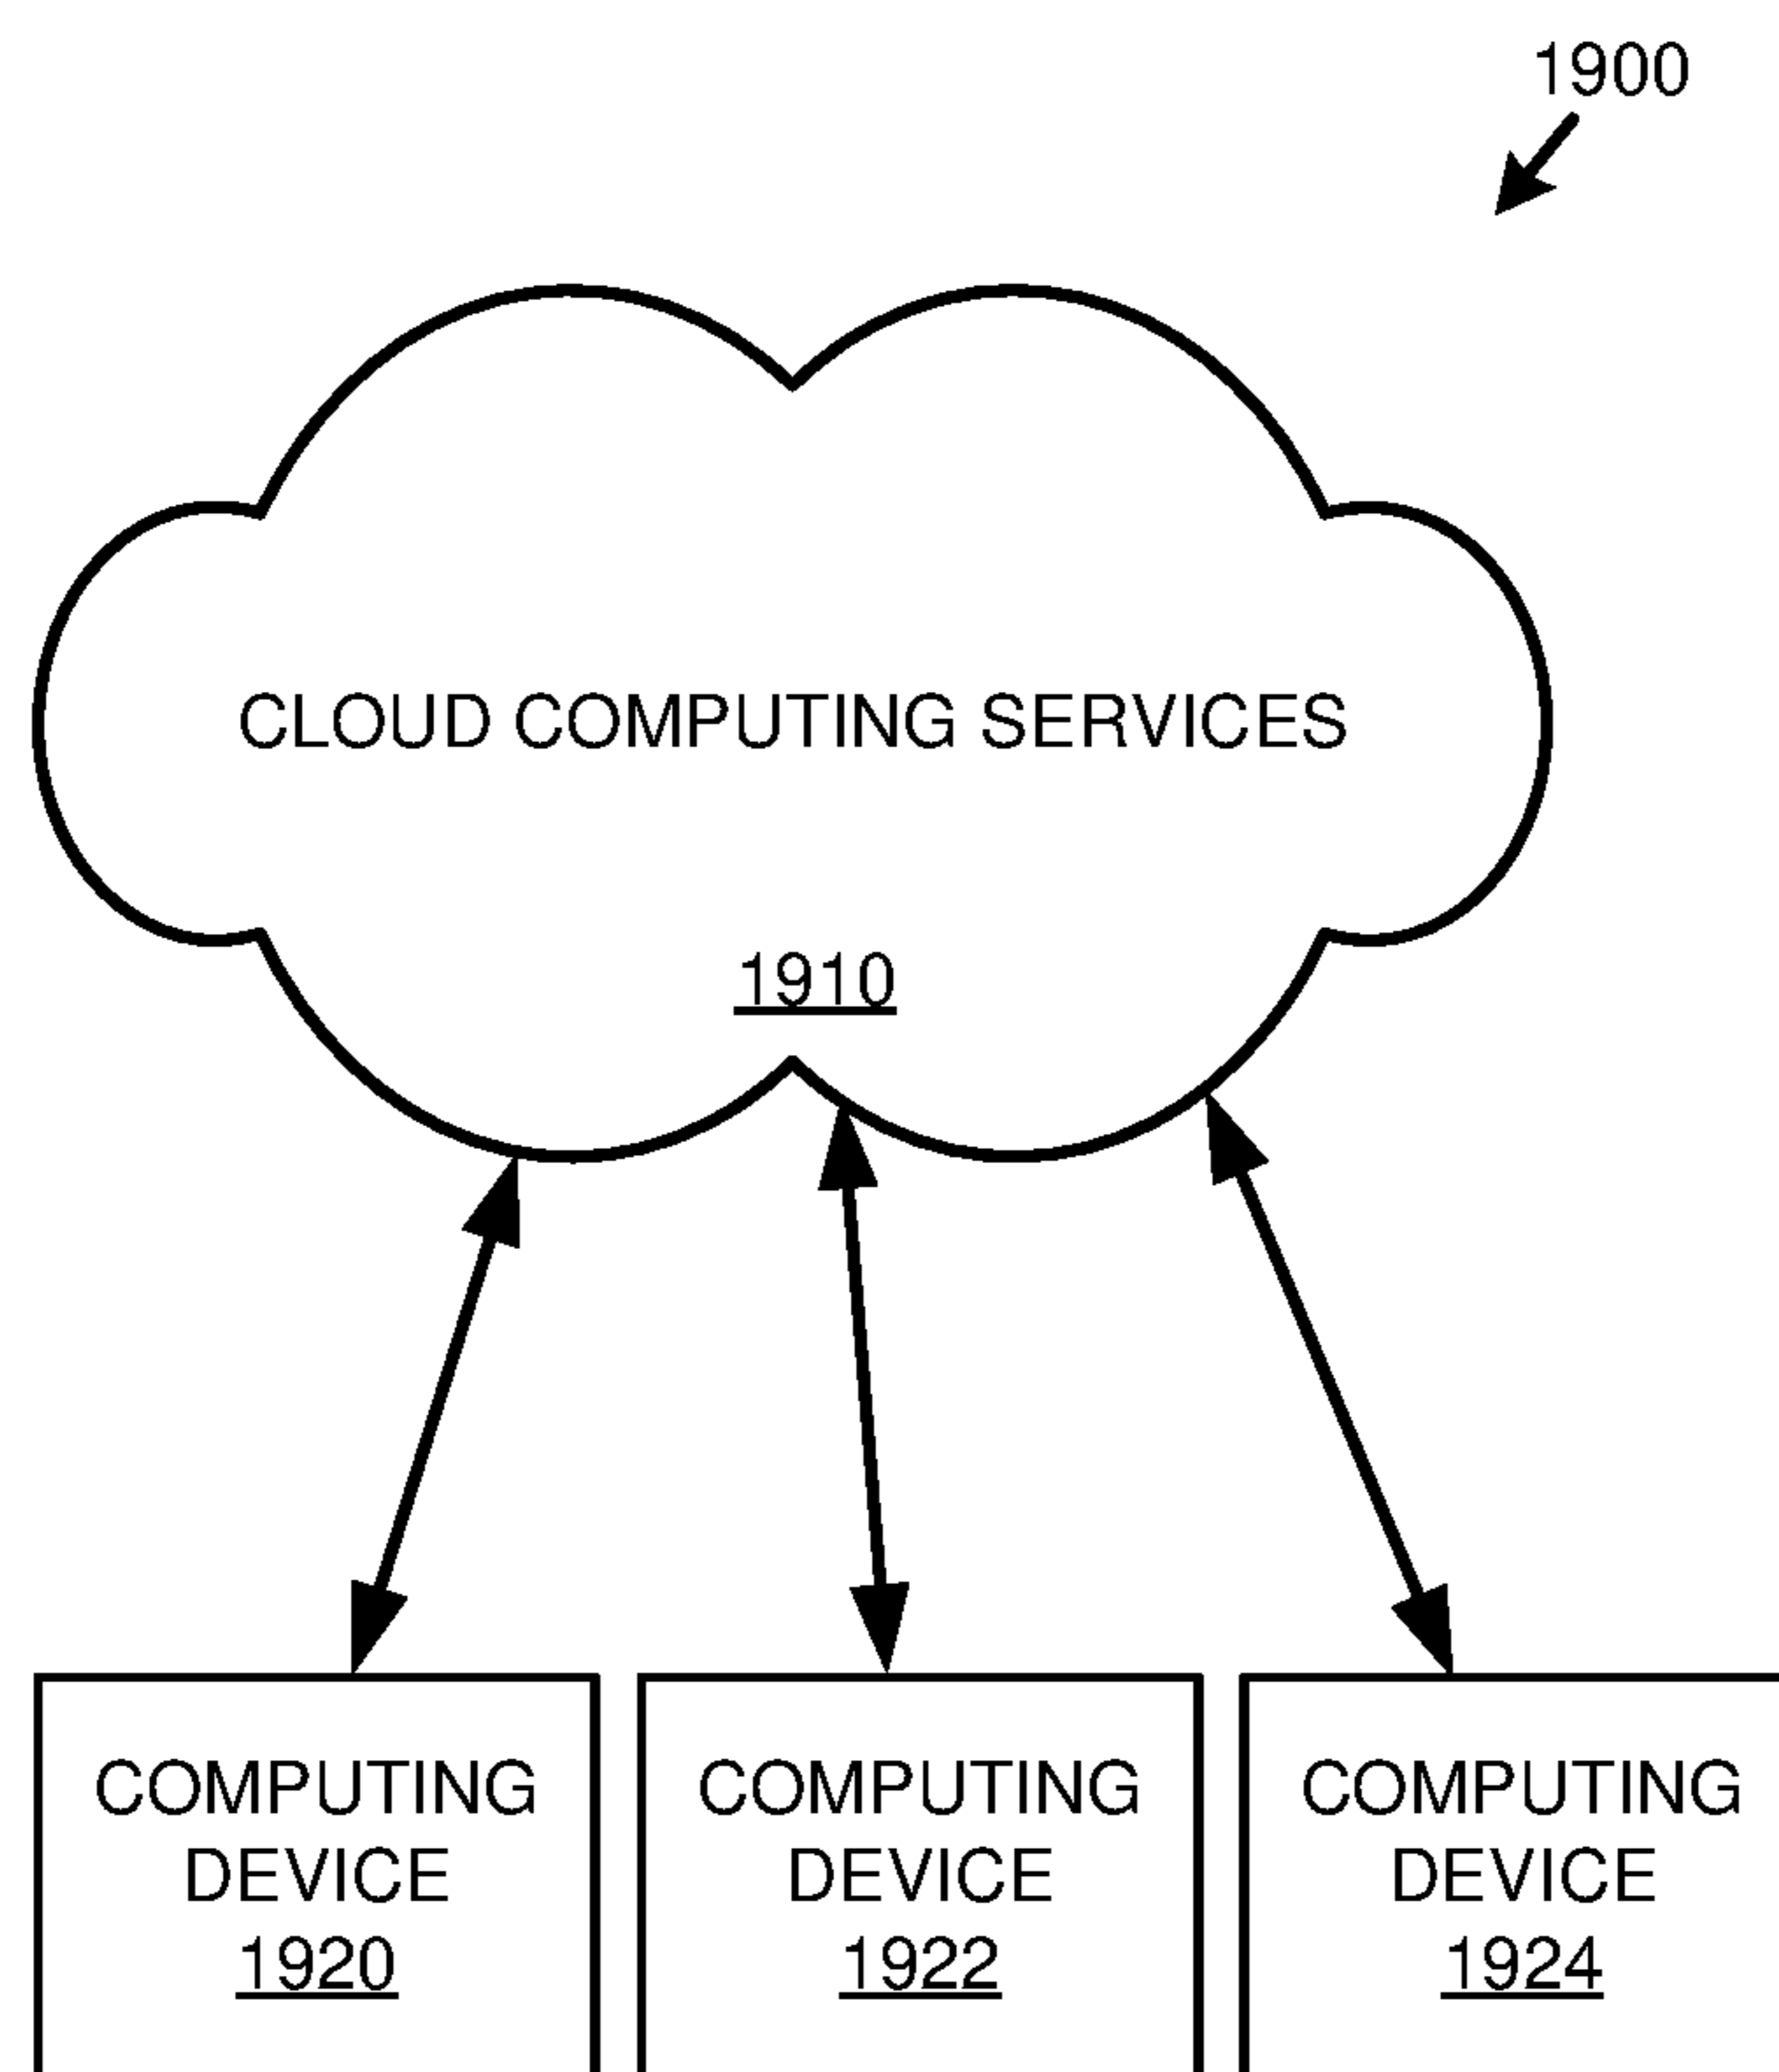 1900
CLOUD COMPUTING SERVICES
1910
COMPUTING
DEVICE
1920
COMPUTING
DEVICE
1922
COMPUTING
DEVICE
1924